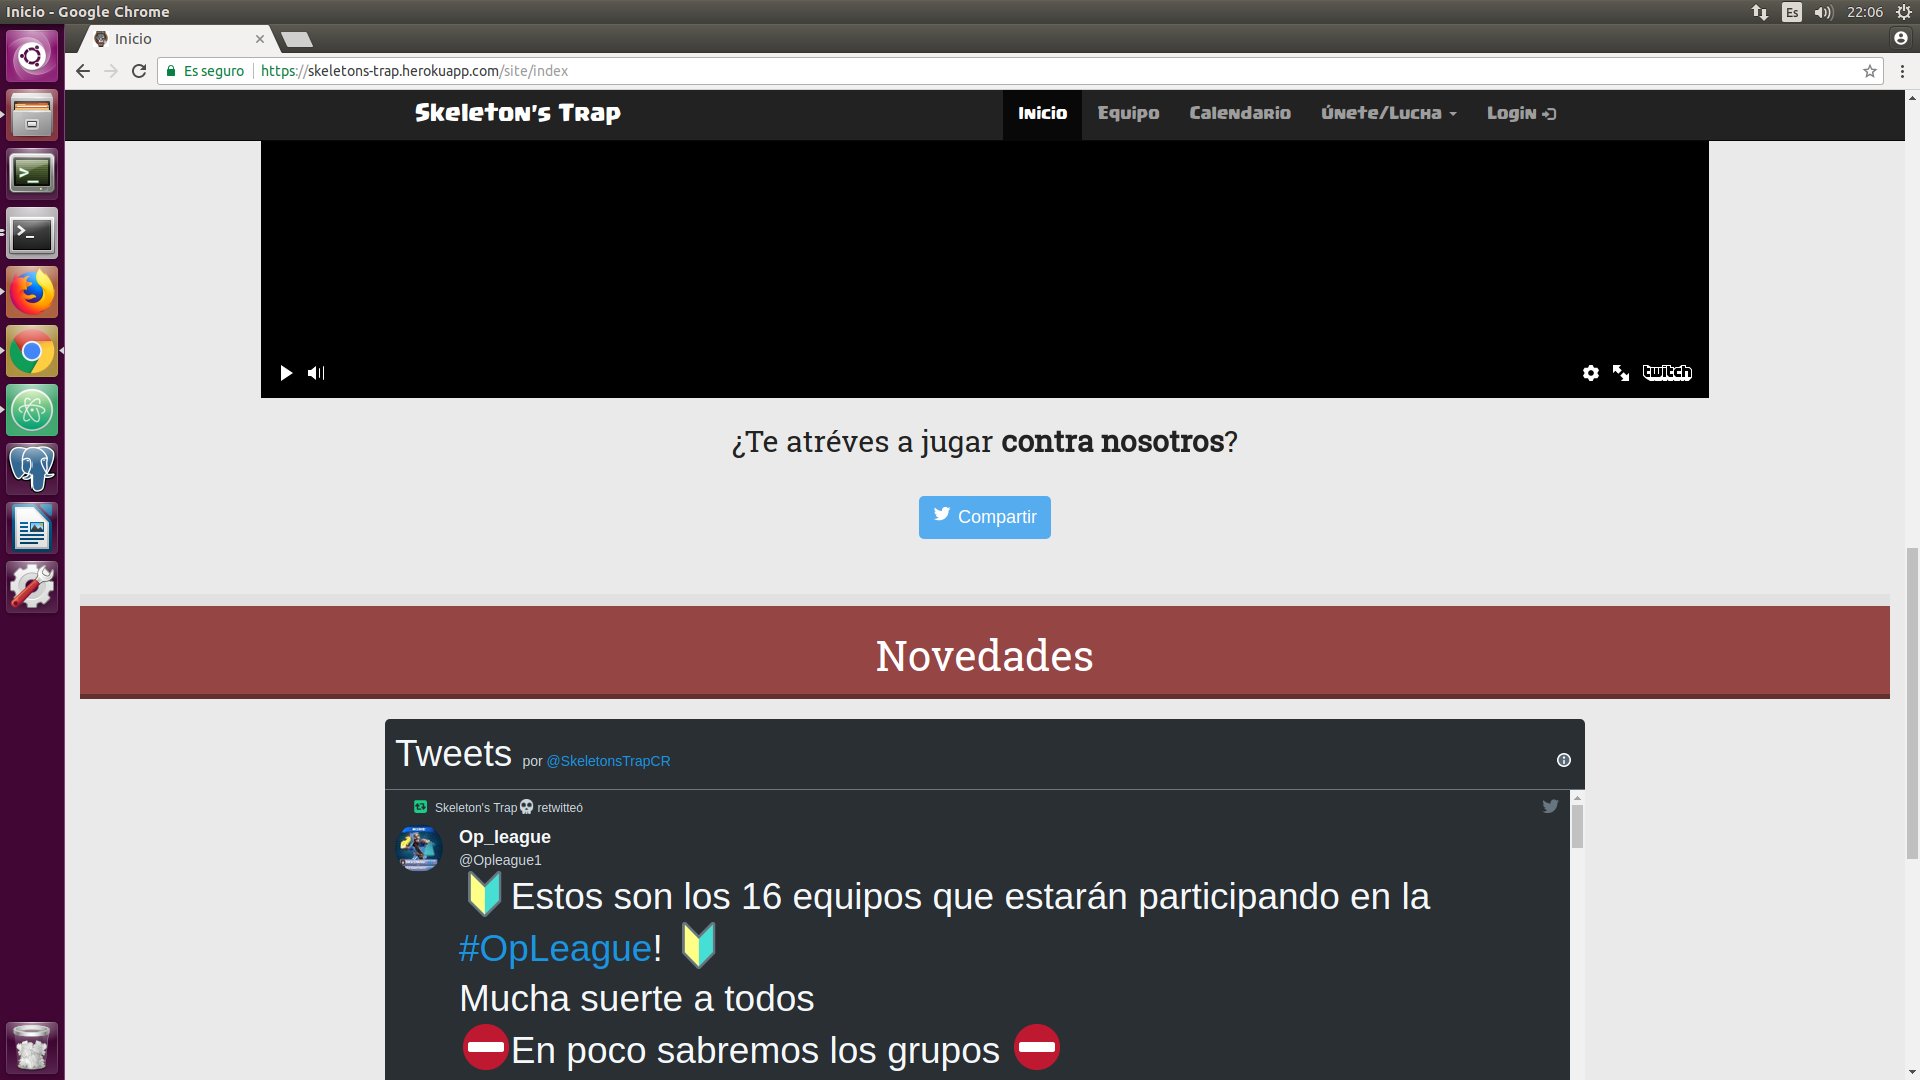 Inicio - Google Chrome
Es
22:06
Inicio
Es seguro
https://skeletons-trap.herokuapp.com/site/index
Skeleton's Trap
Inicio
Equipo
Calendario
Únete/Lucha
Login
twitch
¿Te atréves a jugar contra nosotros?
Compartir
Novedades
Tweets por @SkeletonsTrapCR
Skeleton's Trap💀 retwitteó
Op_league
@Opleague1
🔰Estos son los 16 equipos que estarán participando en la
#OpLeague! 🔰
Mucha suerte a todos
⛔En poco sabremos los grupos ⛔